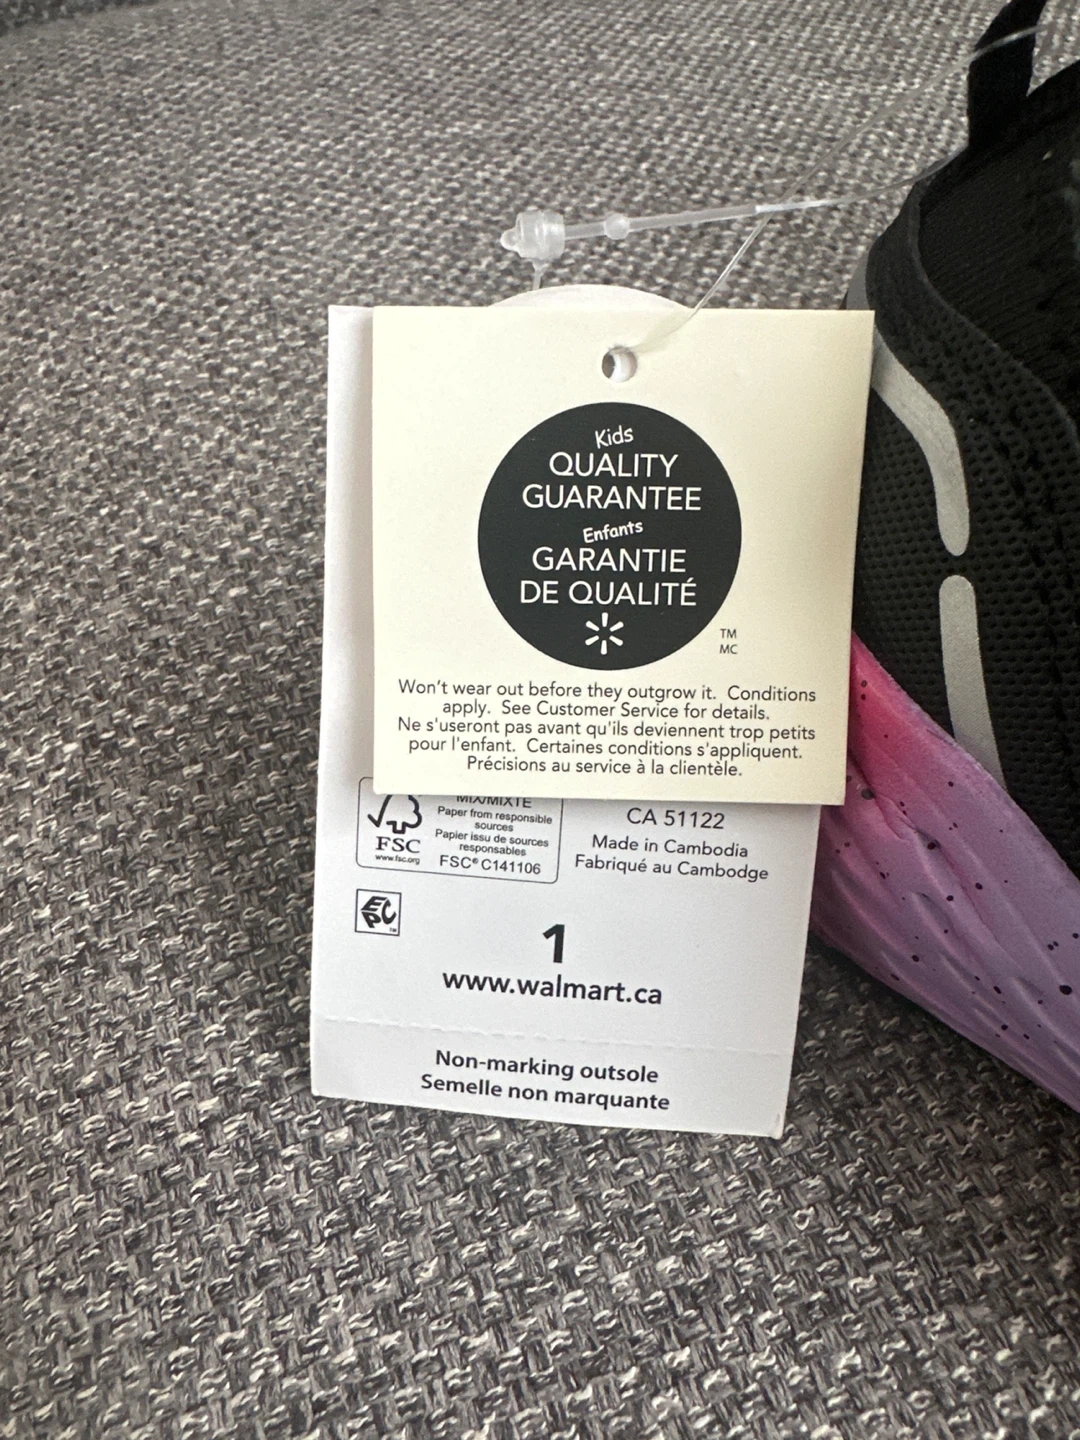 Kids
QUALITY
GUARANTEE
Enfants
GARANTIE
DE QUALITÉ
TM
MC
Won't wear out before they outgrow it. Conditions
apply. See Customer Service for details.
Ne s'useront pas avant qu'ils deviennent trop petits
pour l'enfant. Certaines conditions s'appliquent.
Précisions au service à la clientèle.
MIX/MIXTE
Paper from responsible
sources
Papier issu de sources
responsables
FSC® C141106
FSC
www.fsc.org
CA 51122
Made in Cambodia
Fabriqué au Cambodge
EPC
TM
1
www.walmart.ca
Non-marking outsole
Semelle non marquante